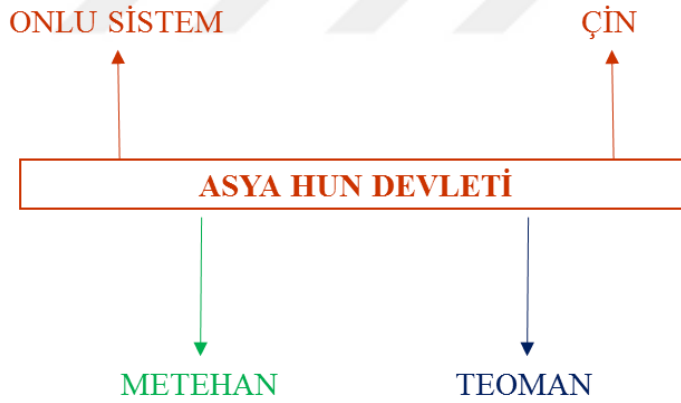 ONLU SİSTEM
ÇİN
ASYA HUN DEVLETİ
METEHAN
TEOMAN